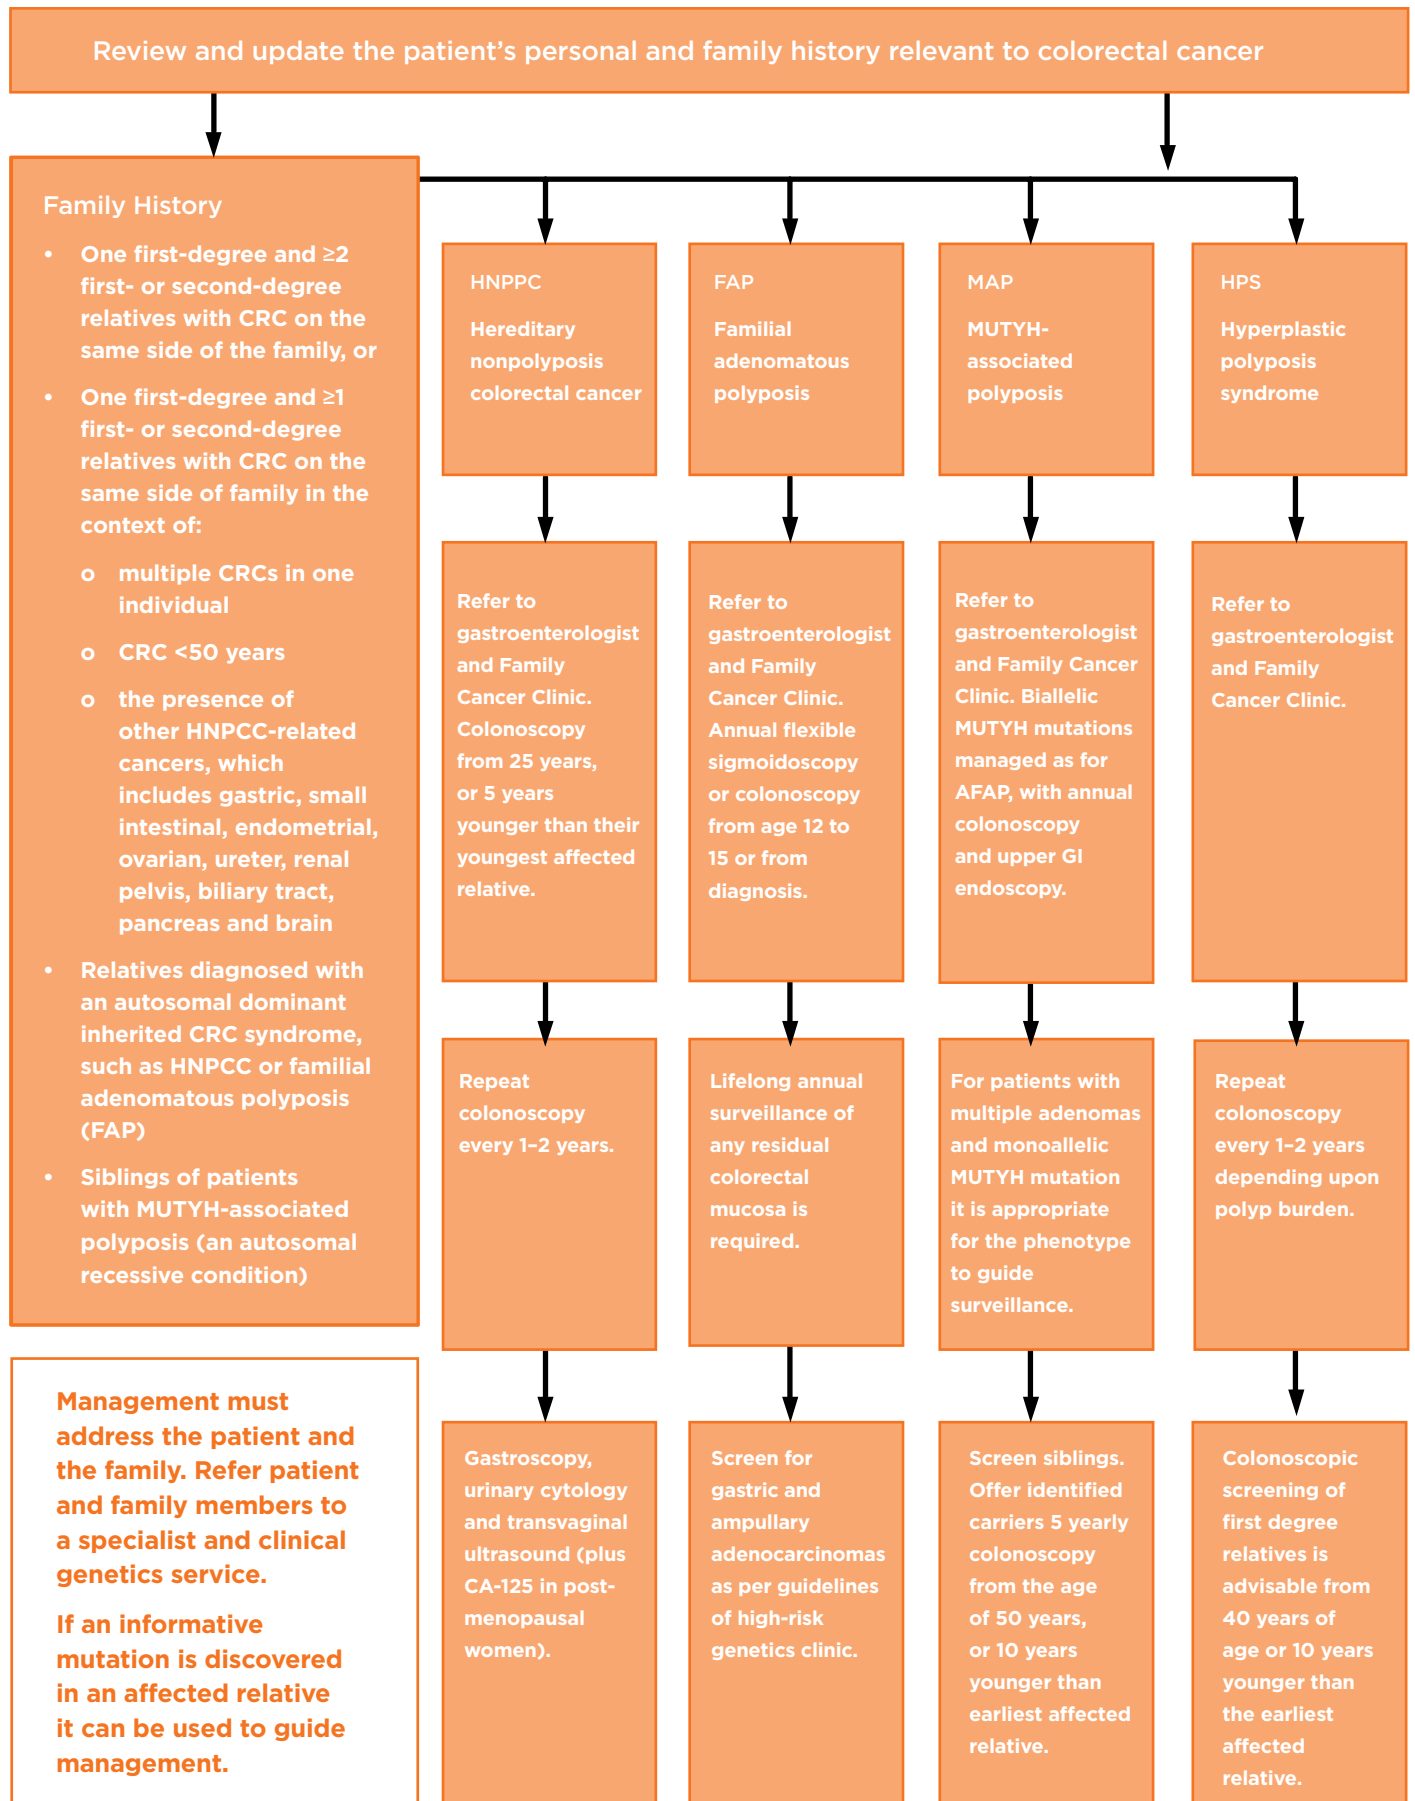 Review and update the patient's personal and family history relevant to colorectal cancer
Family History
• One first-degree and ≥2
first- or second-degree
relatives with CRC on the
same side of the family, or
• One first-degree and ≥1
first- or second-degree
relatives with CRC on the
same side of family in the
context of:
o multiple CRCs in one
individual
o CRC <50 years
o the presence of
other HNPCC-related
cancers, which
includes gastric, small
intestinal, endometrial,
ovarian, ureter, renal
pelvis, biliary tract,
pancreas and brain
• Relatives diagnosed with
an autosomal dominant
inherited CRC syndrome,
such as HNPCC or familial
adenomatous polyposis
(FAP)
• Siblings of patients
with MUTYH-associated
polyposis (an autosomal
recessive condition)
Management must
address the patient and
the family. Refer patient
and family members to
a specialist and clinical
genetics service.
If an informative
mutation is discovered
in an affected relative
it can be used to guide
management.
HNPPC
Hereditary
nonpolyposis
colorectal cancer
Refer to
gastroenterologist
and Family
Cancer Clinic.
Colonoscopy
from 25 years,
or 5 years
younger than their
youngest affected
relative.
Repeat
colonoscopy
every 1–2 years.
Gastroscopy,
urinary cytology
and transvaginal
ultrasound (plus
CA-125 in post-
menopausal
women).
FAP
Familial
adenomatous
polyposis
Refer to
gastroenterologist
and Family
Cancer Clinic.
Annual flexible
sigmoidoscopy
or colonoscopy
from age 12 to
15 or from
diagnosis.
Lifelong annual
surveillance of
any residual
colorectal
mucosa is
required.
Screen for
gastric and
ampullary
adenocarcinomas
as per guidelines
of high-risk
genetics clinic.
MAP
MUTYH-
associated
polyposis
Refer to
gastroenterologist
and Family Cancer
Clinic. Biallelic
MUTYH mutations
managed as for
AFAP, with annual
colonoscopy
and upper GI
endoscopy.
For patients with
multiple adenomas
and monoallelic
MUTYH mutation
it is appropriate
for the phenotype
to guide
surveillance.
Screen siblings.
Offer identified
carriers 5 yearly
colonoscopy
from the age
of 50 years,
or 10 years
younger than
earliest affected
relative.
HPS
Hyperplastic
polyposis
syndrome
Refer to
gastroenterologist
and Family
Cancer Clinic.
Repeat
colonoscopy
every 1–2 years
depending upon
polyp burden.
Colonoscopic
screening of
first degree
relatives is
advisable from
40 years of
age or 10 years
younger than
the earliest
affected
relative.